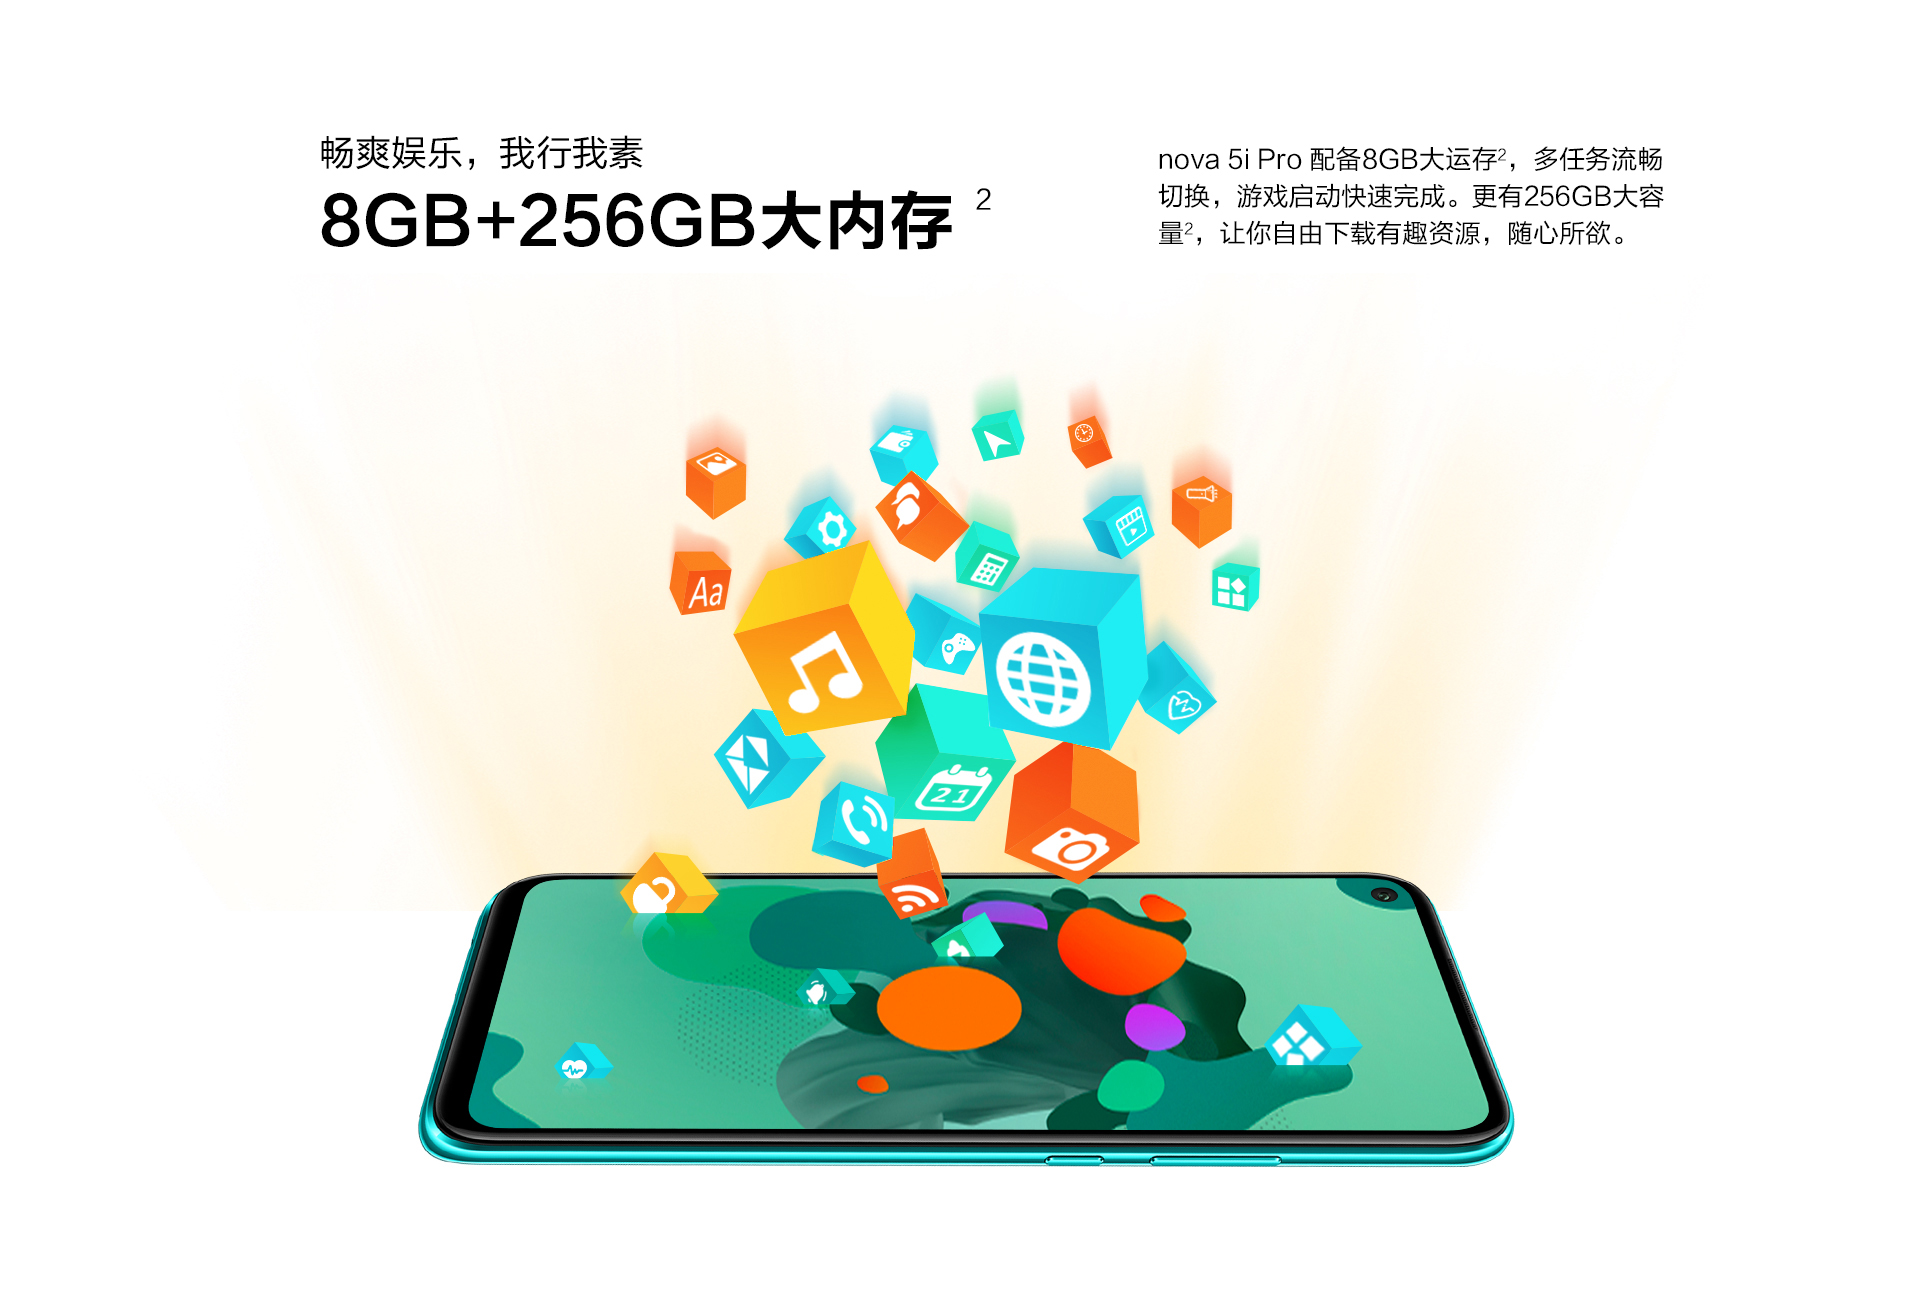 畅爽娱乐，我行我素
8GB+256GB大内存 2
nova 5i Pro 配备8GB大运存2，多任务流畅
切换，游戏启动快速完成。更有256GB大容
量2，让你自由下载有趣资源，随心所欲。
Aa
21